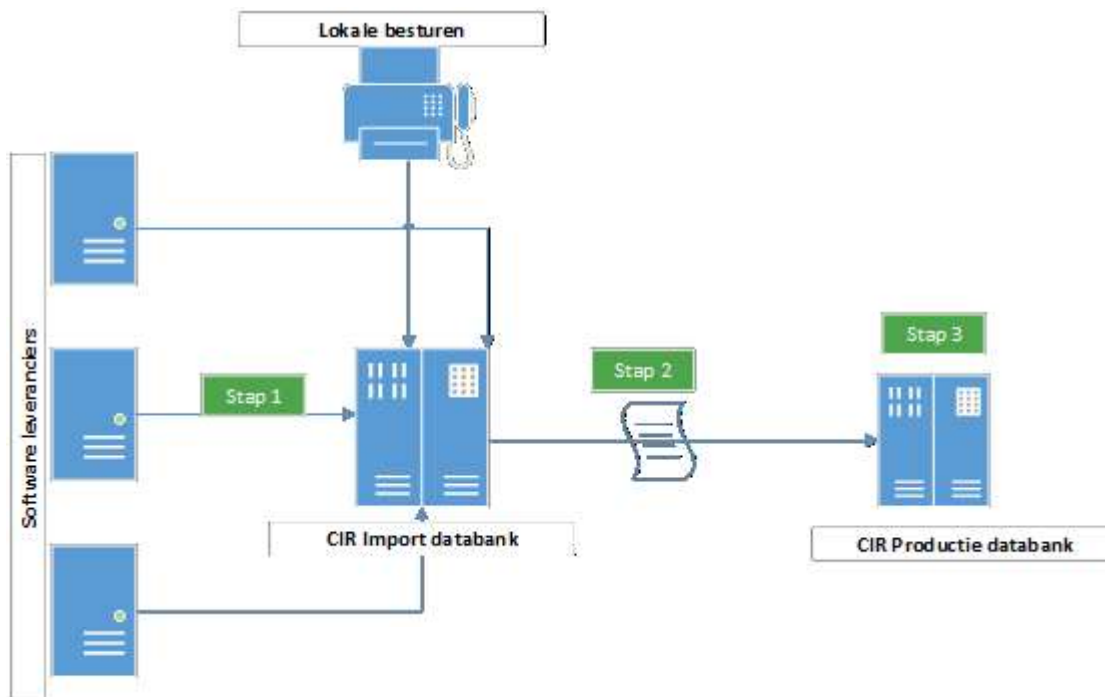 Lokale besturen
Software leveranciers
Stap 1
Stap 2
Stap 3
CIR Import databank
CIR Productie databank